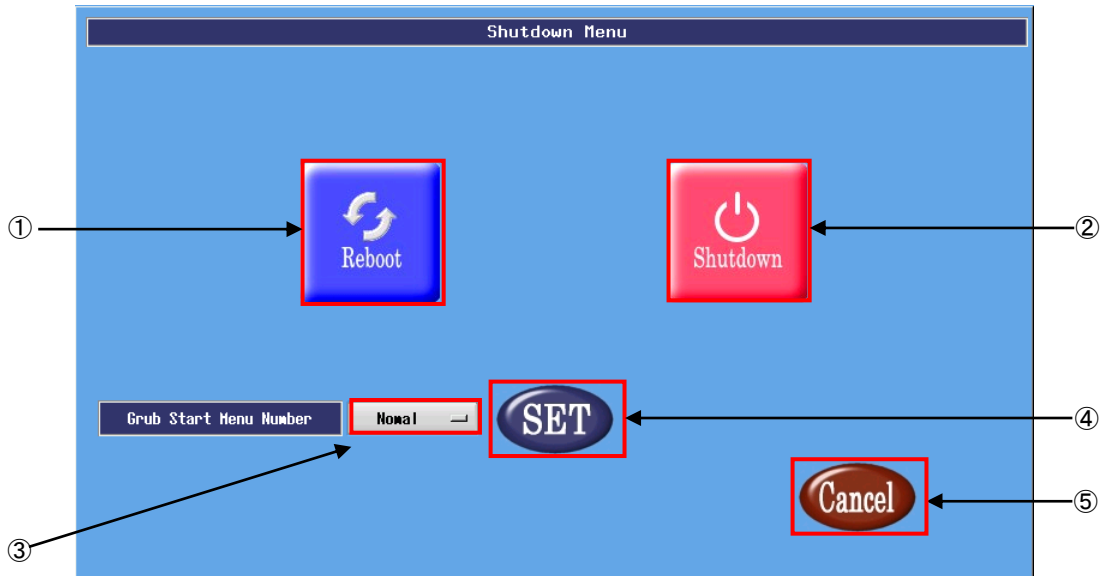 Shutdown Menu
① Reboot
Shutdown ②
Grub Start Menu Number Nomal SET ④
Cancel ⑤
③